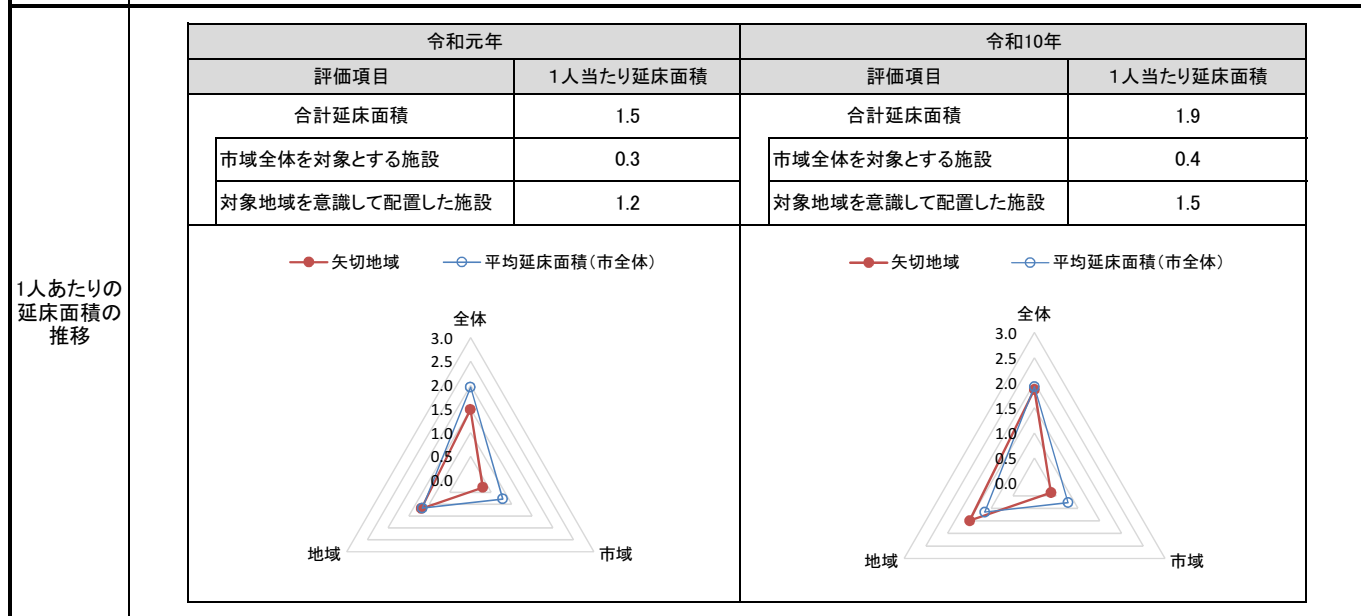 令和元年
令和10年
評価項目
1人当たり延床面積
評価項目
1人当たり延床面積
合計延床面積
1.5
合計延床面積
1.9
市域全体を対象とする施設
0.3
市域全体を対象とする施設
0.4
対象地域を意識して配置した施設
1.2
対象地域を意識して配置した施設
1.5
1人あたりの
延床面積の
推移
矢切地域
平均延床面積(市全体)
全体
3.0
2.5
2.0
1.5
1.0
0.5
0.0
地域
市域
矢切地域
平均延床面積(市全体)
全体
3.0
2.5
2.0
1.5
1.0
0.5
0.0
地域
市域